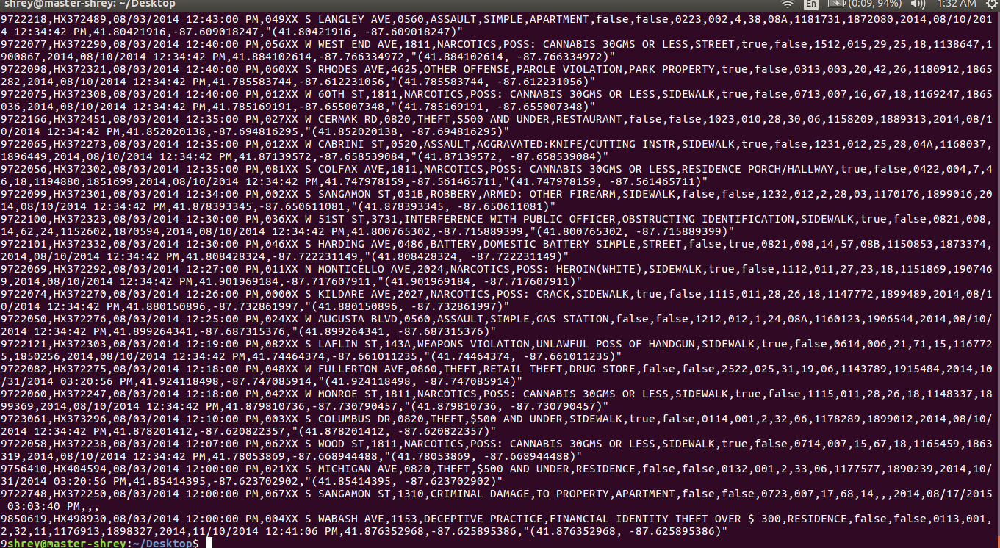 shrey@master-shrey: ~/Desktop
En (0:09, 94%) 1:32 AM
9722218,HX372489,08/03/2014 12:43:00 PM,049XX S LANGLEY AVE,0560,ASSAULT,SIMPLE,APARTMENT,false,false,0223,002,4,38,08A,1181731,1872080,2014,08/10/201
4 12:34:42 PM,41.80421916,-87.609018247,"(41.80421916, -87.609018247)"
9722077,HX372290,08/03/2014 12:40:00 PM,056XX W WEST END AVE,1811,NARCOTICS,POSS: CANNABIS 30GMS OR LESS,STREET,true,false,1512,015,29,25,18,1138647,1
900867,2014,08/10/2014 12:34:42 PM,41.884102614,-87.766334972,"(41.884102614, -87.766334972)"
9722098,HX372321,08/03/2014 12:40:00 PM,060XX S RHODES AVE,4625,OTHER OFFENSE,PAROLE VIOLATION,PARK PROPERTY,true,false,0313,003,20,42,26,1180912,1865
282,2014,08/10/2014 12:34:42 PM,41.785583744,-87.612231056,"(41.785583744, -87.612231056)"
9722075,HX372308,08/03/2014 12:40:00 PM,012XX W 60TH ST,1811,NARCOTICS,POSS: CANNABIS 30GMS OR LESS,SIDEWALK,true,false,0713,007,16,67,18,1169247,1865
036,2014,08/10/2014 12:34:42 PM,41.785169191,-87.655007348,"(41.785169191, -87.655007348)"
9722166,HX372451,08/03/2014 12:35:00 PM,027XX W CERMAK RD,0820,THEFT,$500 AND UNDER,RESTAURANT,false,false,1023,010,28,30,06,1158209,1889313,2014,08/1
0/2014 12:34:42 PM,41.852020138,-87.694816295,"(41.852020138, -87.694816295)"
9722065,HX372273,08/03/2014 12:35:00 PM,012XX W CABRINI ST,0520,ASSAULT,AGGRAVATED:KNIFE/CUTTING INSTR,SIDEWALK,true,false,1231,012,25,28,04A,1168037,
1896449,2014,08/10/2014 12:34:42 PM,41.87139572,-87.658539084,"(41.87139572, -87.658539084)"
9722056,HX372302,08/03/2014 12:35:00 PM,081XX S COLFAX AVE,1811,NARCOTICS,POSS: CANNABIS 30GMS OR LESS,RESIDENCE PORCH/HALLWAY,true,false,0422,004,7,4
6,18,1194880,1851699,2014,08/10/2014 12:34:42 PM,41.747978159,-87.561465711,"(41.747978159, -87.561465711)"
9722099,HX372301,08/03/2014 12:34:00 PM,002XX S SANGAMON ST,031B,ROBBERY,ARMED: OTHER FIREARM,SIDEWALK,false,false,1232,012,2,28,03,1170176,1899016,2
014,08/10/2014 12:34:42 PM,41.878393345,-87.650611081,"(41.878393345, -87.650611081)"
9722100,HX372323,08/03/2014 12:30:00 PM,036XX W 51ST ST,3731,INTERFERENCE WITH PUBLIC OFFICER,OBSTRUCTING IDENTIFICATION,SIDEWALK,true,false,0821,008,
14,62,24,1152602,1870594,2014,08/10/2014 12:34:42 PM,41.800765302,-87.715889399,"(41.800765302, -87.715889399)"
9722101,HX372332,08/03/2014 12:30:00 PM,046XX S HARDING AVE,0486,BATTERY,DOMESTIC BATTERY SIMPLE,STREET,false,true,0821,008,14,57,08B,1150853,1873374,
2014,08/10/2014 12:34:42 PM,41.808428324,-87.722231149,"(41.808428324, -87.722231149)"
9722069,HX372292,08/03/2014 12:27:00 PM,011XX N MONTICELLO AVE,2024,NARCOTICS,POSS: HEROIN(WHITE),SIDEWALK,true,false,1112,011,27,23,18,1151869,190746
9,2014,08/10/2014 12:34:42 PM,41.901969184,-87.717607911,"(41.901969184, -87.717607911)"
9722074,HX372270,08/03/2014 12:26:00 PM,0000X S KILDARE AVE,2027,NARCOTICS,POSS: CRACK,SIDEWALK,true,false,1115,011,28,26,18,1147772,1899489,2014,08/1
0/2014 12:34:42 PM,41.880150896,-87.732861997,"(41.880150896, -87.732861997)"
9722050,HX372276,08/03/2014 12:25:00 PM,024XX W AUGUSTA BLVD,0560,ASSAULT,SIMPLE,GAS STATION,false,false,1212,012,1,24,08A,1160123,1906544,2014,08/10/
2014 12:34:42 PM,41.899264341,-87.687315376,"(41.899264341, -87.687315376)"
9722121,HX372303,08/03/2014 12:19:00 PM,082XX S LAFLIN ST,143A,WEAPONS VIOLATION,UNLAWFUL POSS OF HANDGUN,SIDEWALK,true,false,0614,006,21,71,15,116772
5,1850256,2014,08/10/2014 12:34:42 PM,41.74464374,-87.661011235,"(41.74464374, -87.661011235)"
9722082,HX372275,08/03/2014 12:18:00 PM,048XX W FULLERTON AVE,0860,THEFT,RETAIL THEFT,DRUG STORE,false,false,2522,025,31,19,06,1143789,1915484,2014,10
/31/2014 03:20:56 PM,41.924118498,-87.747085914,"(41.924118498, -87.747085914)"
9722060,HX372247,08/03/2014 12:18:00 PM,042XX W MONROE ST,1811,NARCOTICS,POSS: CANNABIS 30GMS OR LESS,SIDEWALK,true,false,1115,011,28,26,18,1148337,18
99369,2014,08/10/2014 12:34:42 PM,41.879810736,-87.730790457,"(41.879810736, -87.730790457)"
9723061,HX373296,08/03/2014 12:10:00 PM,003XX S COLUMBUS DR,0820,THEFT,$500 AND UNDER,SIDEWALK,true,false,0114,001,2,32,06,1178289,1899012,2014,08/10/
2014 12:34:42 PM,41.878201412,-87.620822357,"(41.878201412, -87.620822357)"
9722058,HX372238,08/03/2014 12:07:00 PM,062XX S WOOD ST,1811,NARCOTICS,POSS: CANNABIS 30GMS OR LESS,SIDEWALK,true,false,0714,007,15,67,18,1165459,1863
319,2014,08/10/2014 12:34:42 PM,41.78053869,-87.668944488,"(41.78053869, -87.668944488)"
9756410,HX404594,08/03/2014 12:00:00 PM,021XX S MICHIGAN AVE,0820,THEFT,$500 AND UNDER,RESIDENCE,false,false,0132,001,2,33,06,1177577,1890239,2014,10/
31/2014 03:20:56 PM,41.85414395,-87.623702902,"(41.85414395, -87.623702902)"
9722748,HX372250,08/03/2014 12:00:00 PM,067XX S SANGAMON ST,1310,CRIMINAL DAMAGE,TO PROPERTY,APARTMENT,false,false,0723,007,17,68,14,,,2014,08/17/2015
 03:03:40 PM,,,
9850619,HX498930,08/03/2014 12:00:00 PM,004XX S WABASH AVE,1153,DECEPTIVE PRACTICE,FINANCIAL IDENTITY THEFT OVER $ 300,RESIDENCE,false,false,0113,001,
2,32,11,1176913,1898327,2014,11/10/2014 12:41:06 PM,41.876352968,-87.625895386,"(41.876352968, -87.625895386)"
9shrey@master-shrey:~/Desktop$